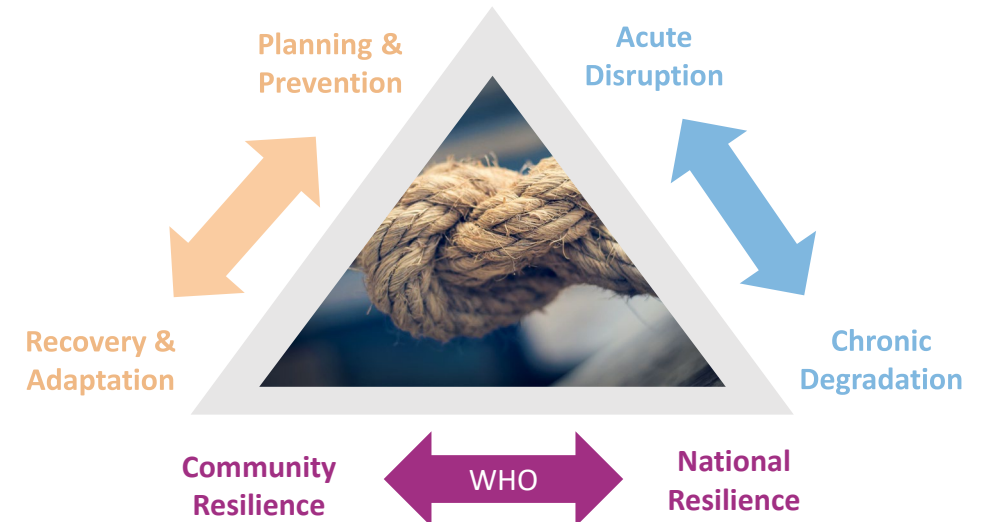 Planning &
Prevention
Acute
Disruption
Recovery &
Adaptation
Chronic
Degradation
Community
Resilience
WHO
National
Resilience